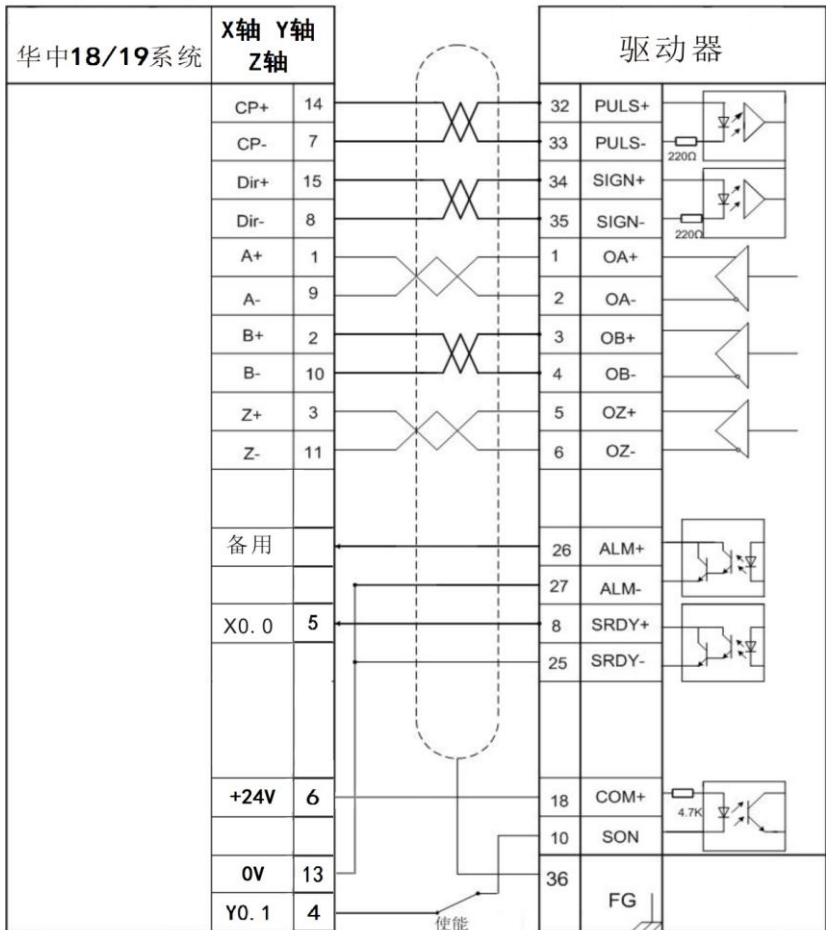 华中18/19系统 X轴 Y轴 驱动器
Z轴
CP+ 14 32 PULS+
CP- 7 33 PULS-
220Ω
Dir+ 15 34 SIGN+
Dir- 8 35 SIGN-
220Ω
A+ 1 1 OA+
A- 9 2 OA-
B+ 2 3 OB+
B- 10 4 OB-
Z+ 3 5 OZ+
Z- 11 6 OZ-
备用 26 ALM+
27 ALM-
X0.0 5 8 SRDY+
25 SRDY-
+24V 6 18 COM+
4.7K
10 SON
0V 13 36
FG
Y0.1 4 使能